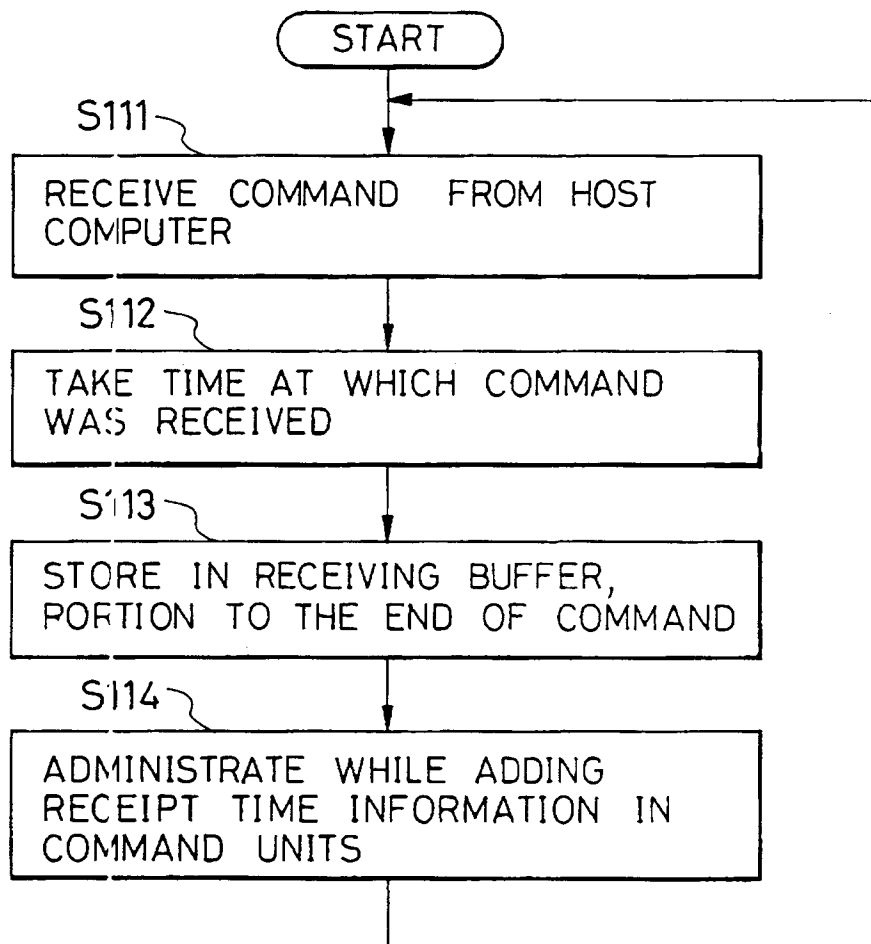 START
S111
RECEIVE COMMAND FROM HOST
COMPUTER
S112
TAKE TIME AT WHICH COMMAND
WAS RECEIVED
S113
STORE IN RECEIVING BUFFER,
PORTION TO THE END OF COMMAND
S114
ADMINISTRATE WHILE ADDING
RECEIPT TIME INFORMATION IN
COMMAND UNITS